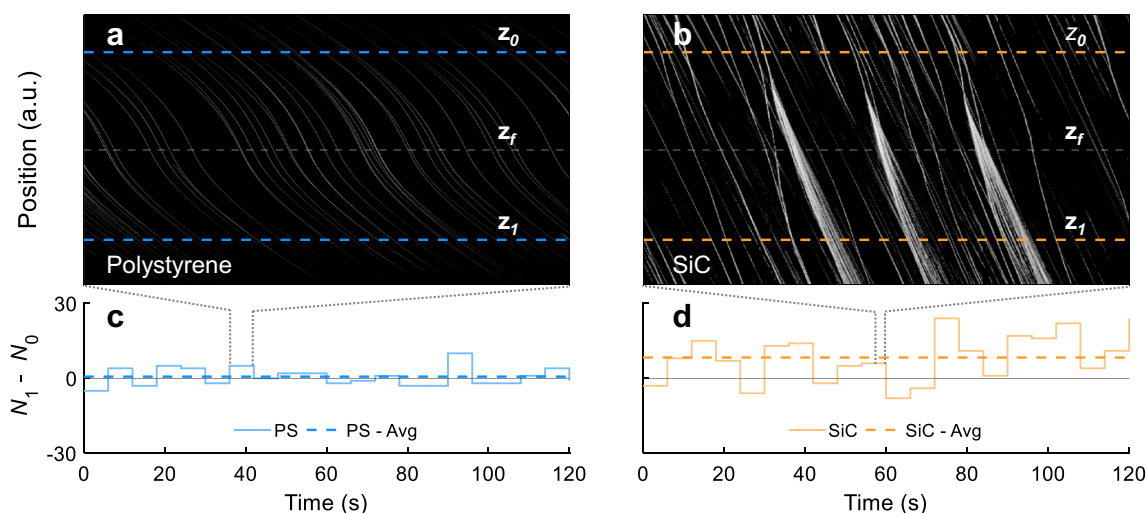 a
z0
zf
z1
Polystyrene
Position (a.u.)
b
z0
zf
z1
SiC
c
30
0
-30
N1 - N0
PS
PS - Avg
0
20
40
60
80
100
120
Time (s)
d
SiC
SiC - Avg
0
20
40
60
80
100
120
Time (s)